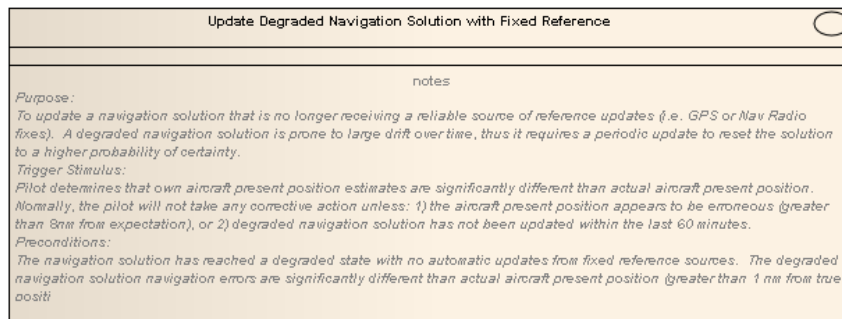 Update Degraded Navigation Solution with Fixed Reference
notes
Purpose:
To update a navigation solution that is no longer receiving a reliable source of reference updates (i.e. GPS or Nav Radio
fixes).  A degraded navigation solution is prone to large drift over time, thus it requires a periodic update to reset the solution
to a higher probability of certainty.
Trigger Stimulus:
Pilot determines that own aircraft present position estimates are significantly different than actual aircraft present position.
Normally, the pilot will not take any corrective action unless: 1) the aircraft present position appears to be erroneous (greater
than 8nm from expectation), or 2) degraded navigation solution has not been updated within the last 60 minutes.
Preconditions:
The navigation solution has reached a degraded state with no automatic updates from fixed reference sources.  The degraded
navigation solution navigation errors are significantly different than actual aircraft present position (greater than 1 nm from true
positi